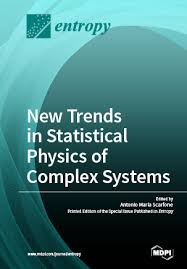 entropy
New Trends
in Statistical
Physics of
Complex Systems
Edited by
Antonio Maria Scarfone
Printed Edition of the Special Issue Published in Entropy
www.mdpi.com/journal/entropy
MDPI